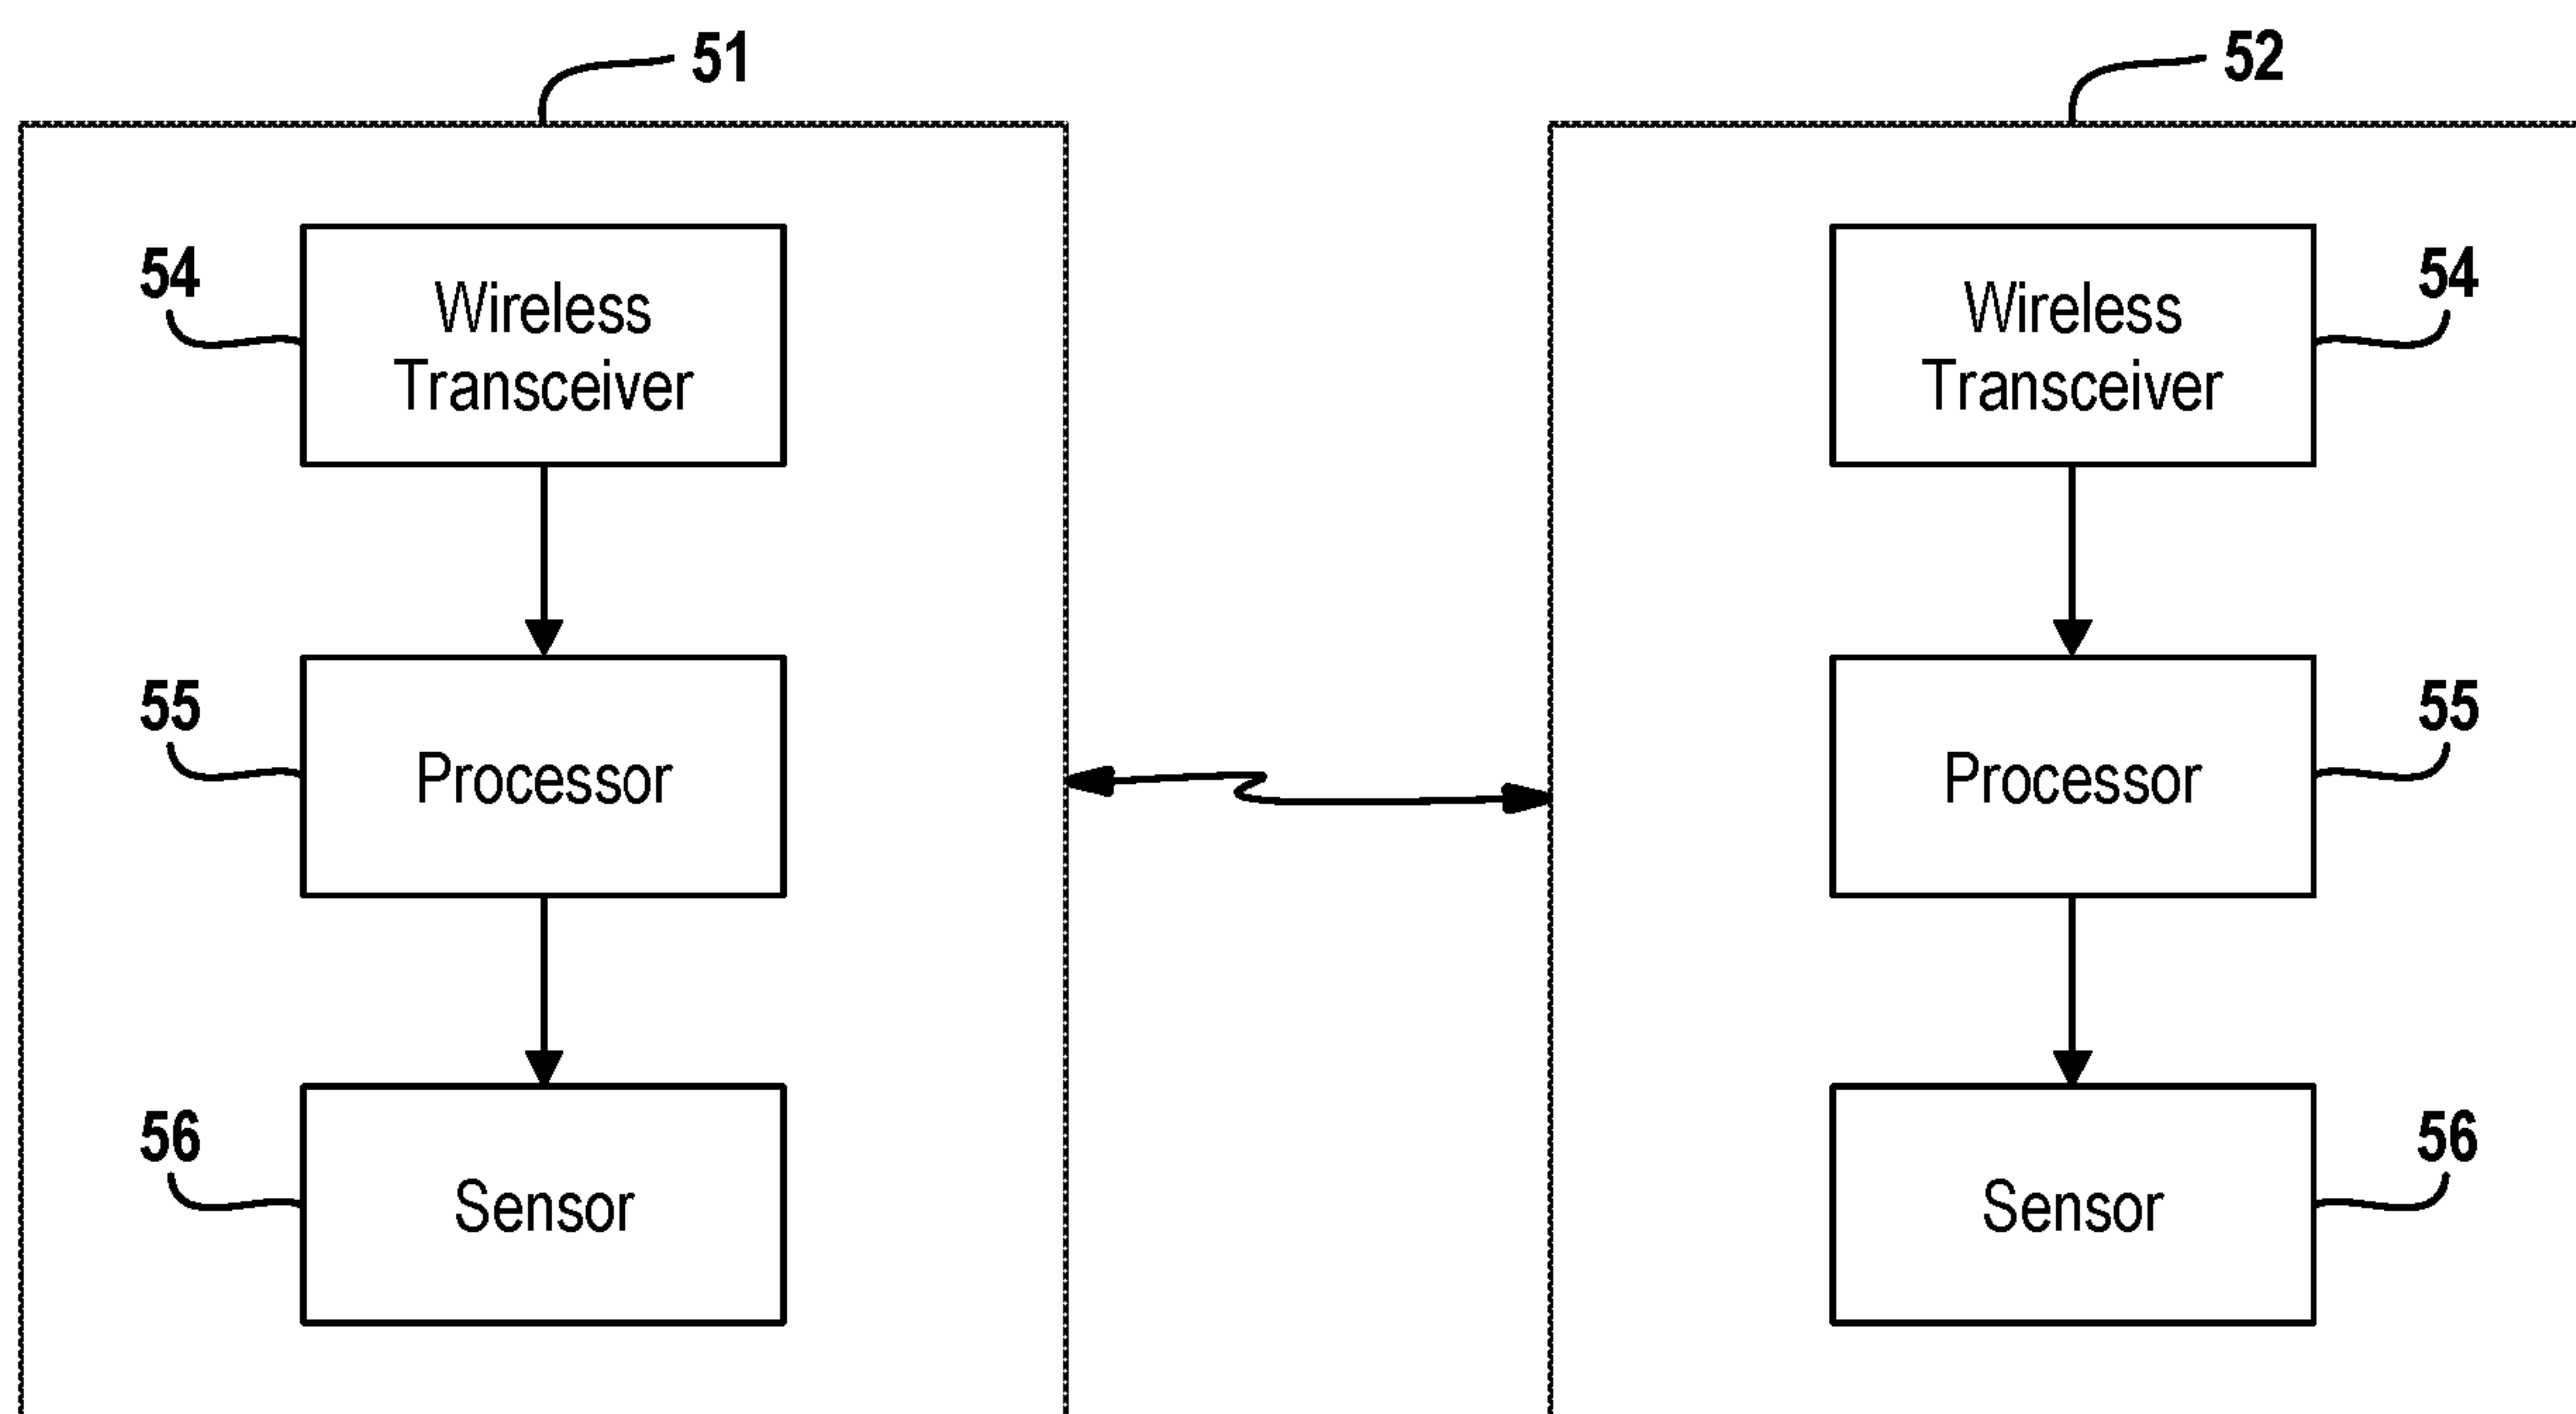 51
52
54
Wireless
Transceiver
Wireless
Transceiver
54
55
Processor
Processor
55
56
Sensor
Sensor
56